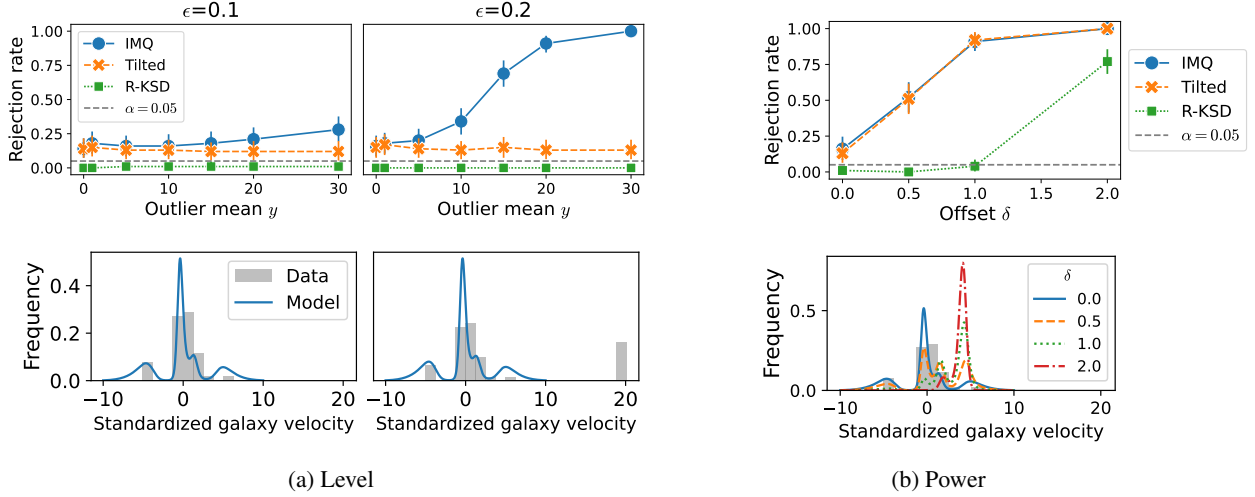 ϵ=0.1
ϵ=0.2
Rejection rate
1.00
0.75
0.50
0.25
0.00
IMQ
Tilted
R-KSD
α = 0.05
0
10
20
30
Outlier mean y
0
10
20
30
Outlier mean y
Rejection rate
1.00
0.75
0.50
0.25
0.00
0.0
0.5
1.0
1.5
2.0
Offset δ
IMQ
Tilted
R-KSD
α = 0.05
Frequency
0.4
0.2
0.0
Data
Model
−10
0
10
20
Standardized galaxy velocity
−10
0
10
20
Standardized galaxy velocity
Frequency
0.5
0.0
δ
0.0
0.5
1.0
2.0
−10
0
10
20
Standardized galaxy velocity
(a) Level
(b) Power